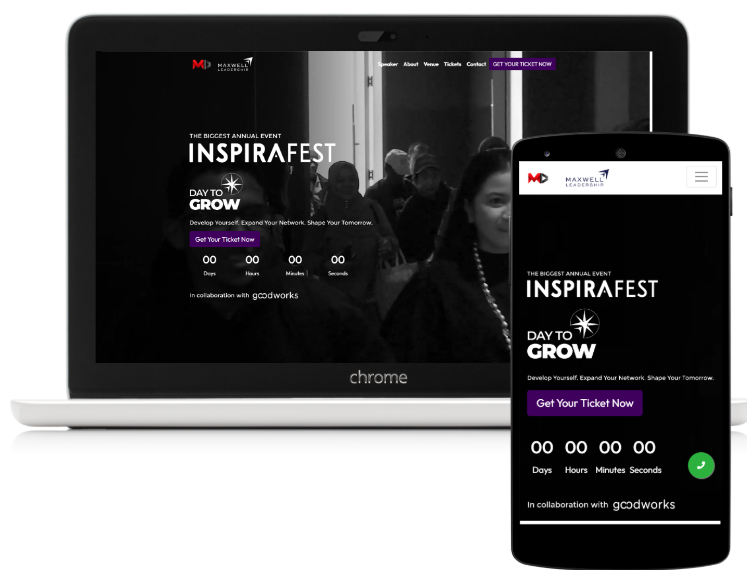 MD MAXWELL LEADERSHIP
Speaker About Venue Tickets Contact GET YOUR TICKET NOW
THE BIGGEST ANNUAL EVENT
INSPIRAFEST
DAY TO
GROW
Develop Yourself. Expand Your Network. Shape Your Tomorrow.
Get Your Ticket Now
00 00 00 00
Days Hours Minutes Seconds
In collaboration with goodworks
chrome
MD MAXWELL LEADERSHIP
THE BIGGEST ANNUAL EVENT
INSPIRAFEST
DAY TO
GROW
Develop Yourself. Expand Your Network. Shape Your Tomorrow.
Get Your Ticket Now
00 00 00 00
Days Hours Minutes Seconds
In collaboration with goodworks